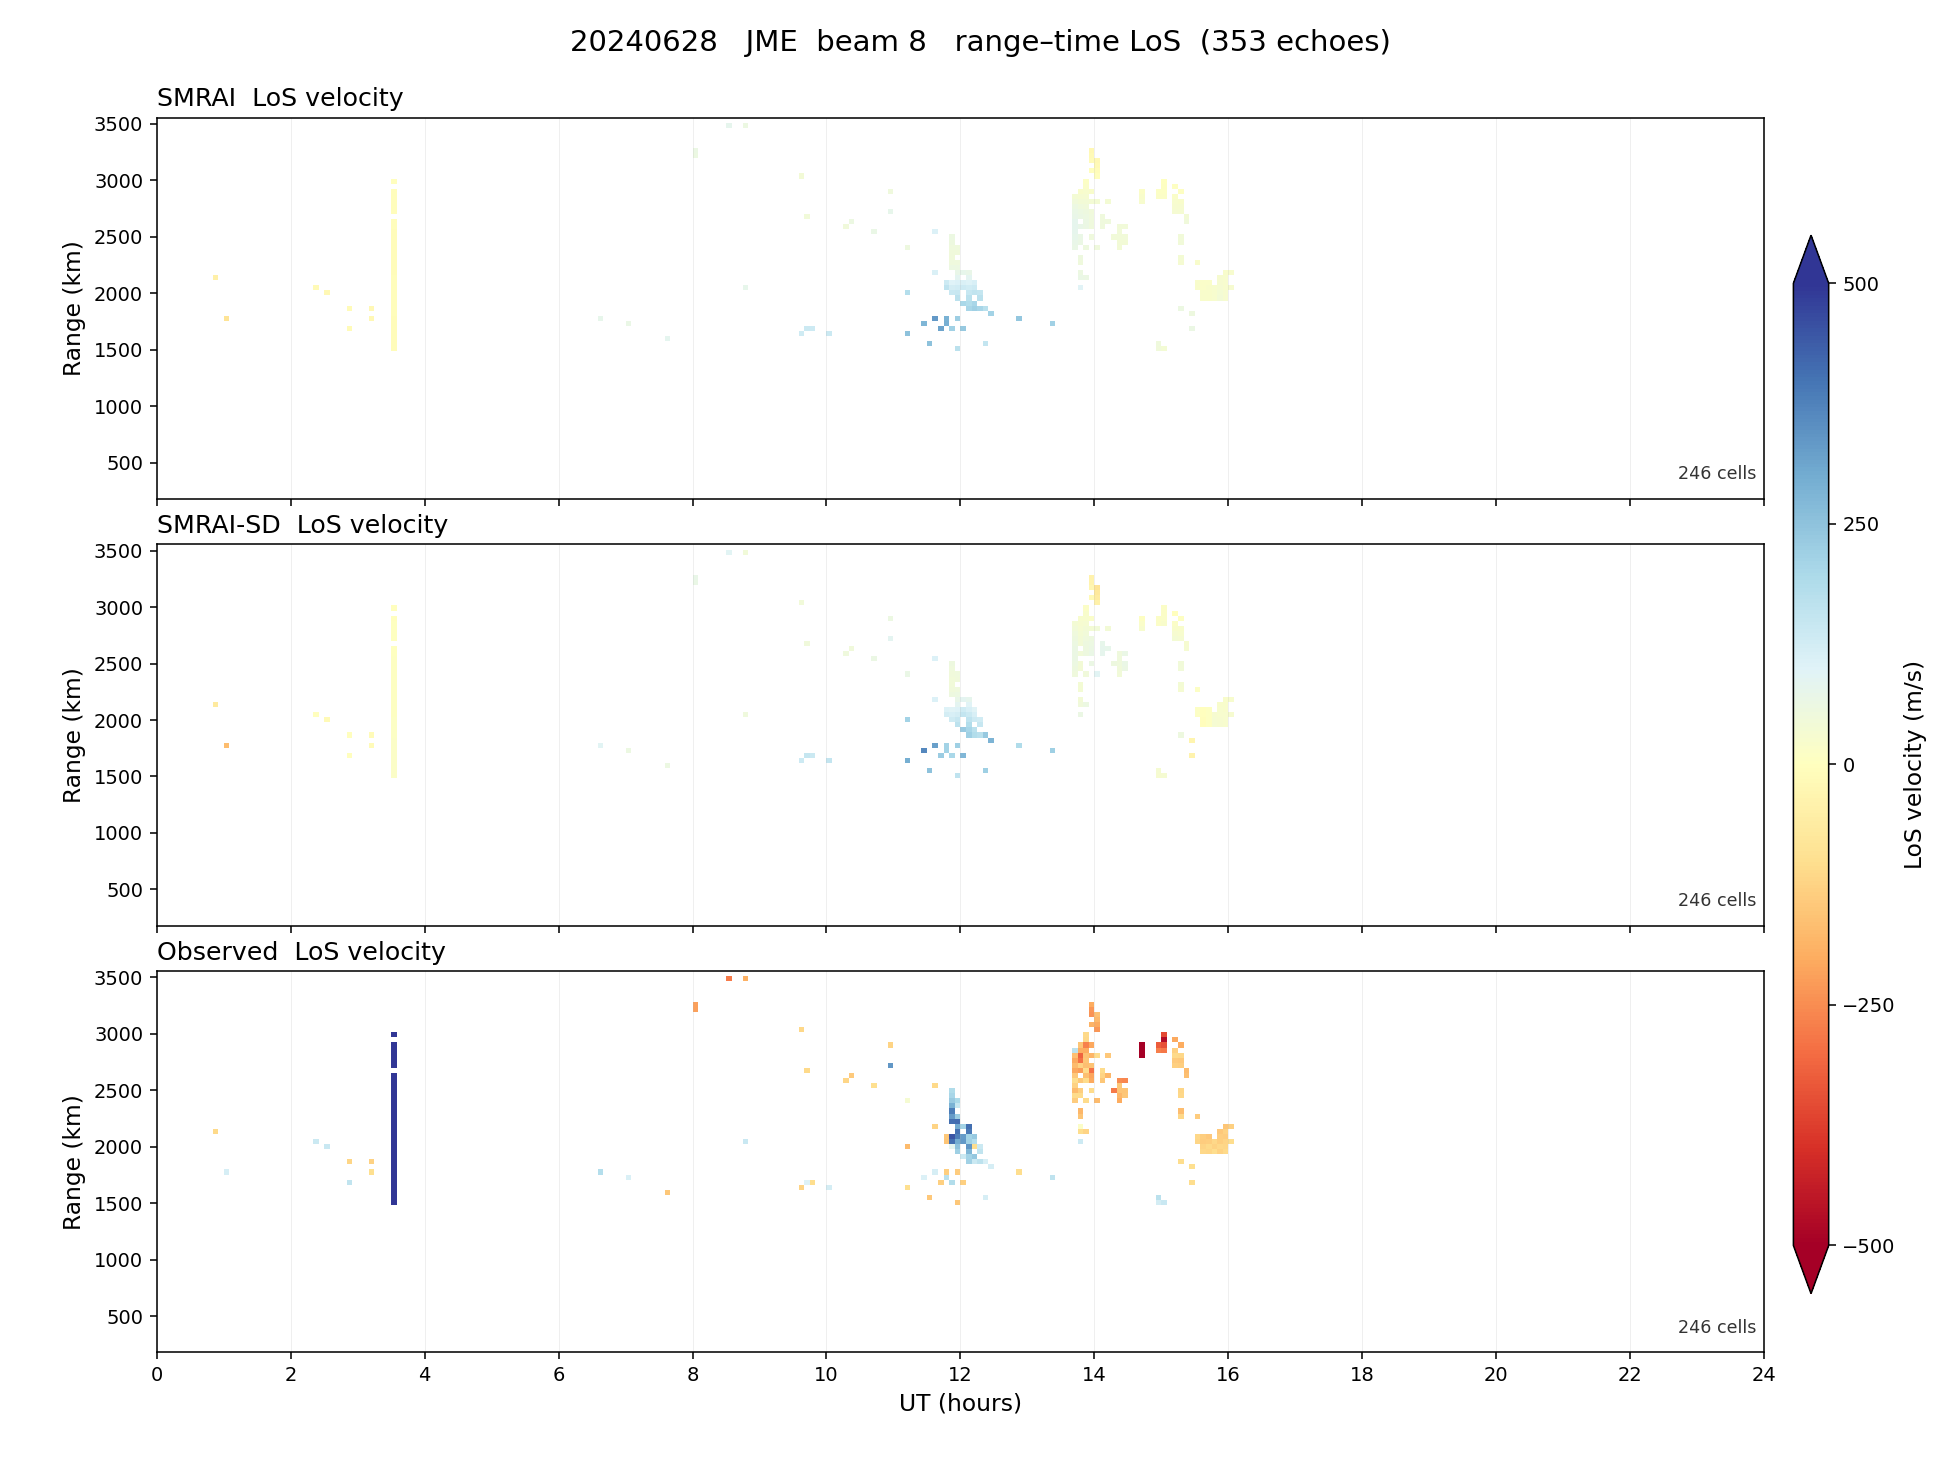 20240628   JME  beam 8   range–time LoS  (353 echoes)
SMRAI  LoS velocity
3500
3000
2500
2000
1500
1000
500
Range (km)
246 cells
SMRAI-SD  LoS velocity
3500
3000
2500
2000
1500
1000
500
Range (km)
246 cells
Observed  LoS velocity
3500
3000
2500
2000
1500
1000
500
Range (km)
246 cells
0 2 4 6 8 10 12 14 16 18 20 22 24
UT (hours)
500
250
0
−250
−500
LoS velocity (m/s)